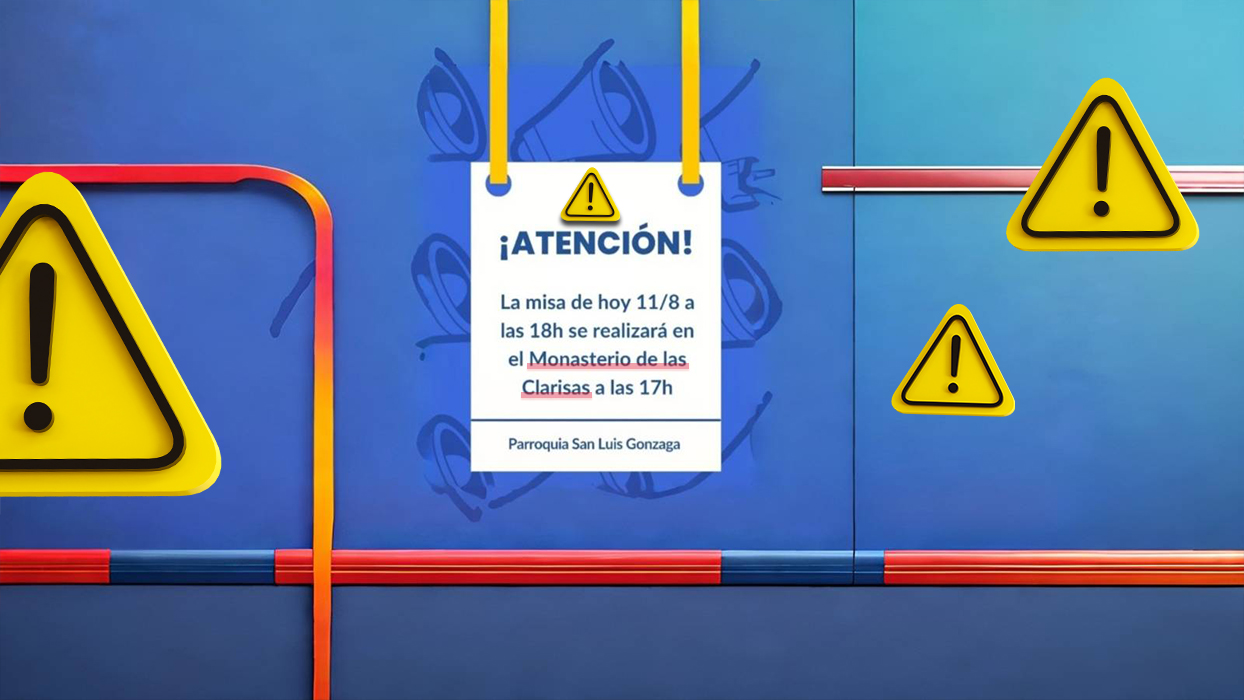 ¡ATENCIÓN!
La misa de hoy 11/8 a
las 18h se realizará en
el Monasterio de las
Clarisas a las 17h
Parroquia San Luis Gonzaga